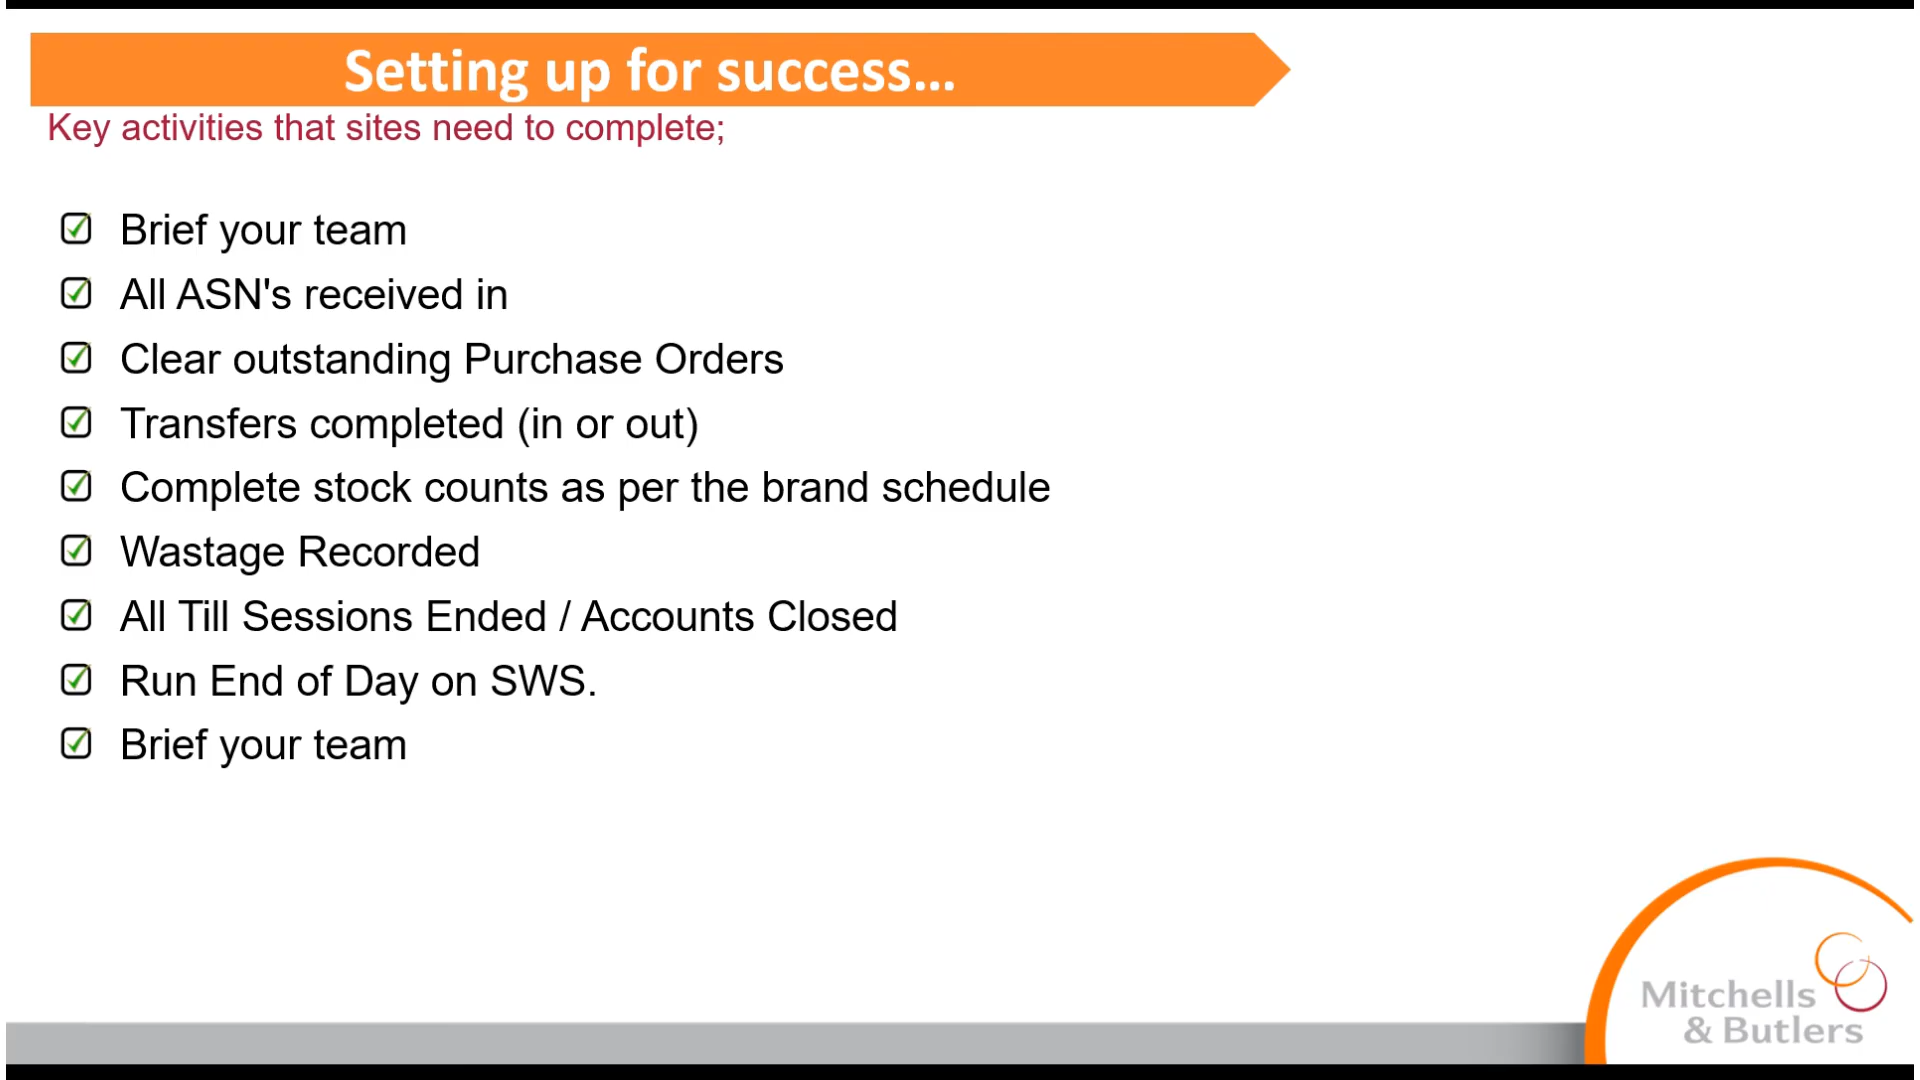 Setting up for success...
Key activities that sites need to complete;
Brief your team
All ASN's received in
Clear outstanding Purchase Orders
Transfers completed (in or out)
Complete stock counts as per the brand schedule
Wastage Recorded
All Till Sessions Ended / Accounts Closed
Run End of Day on SWS.
Brief your team
Mitchells
& Butlers